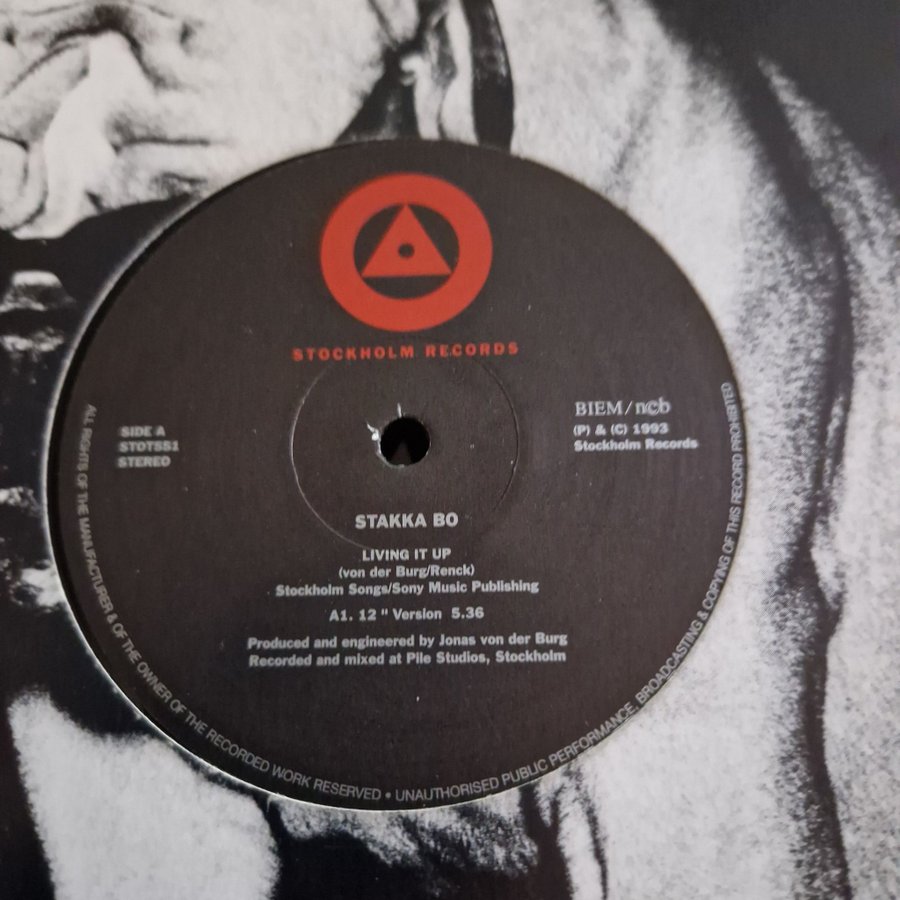 STOCKHOLM RECORDS
SIDE A
STOTSS1
STEREO
BIEM/ncb
(P) & (C) 1993
Stockholm Records
STAKKA BO
LIVING IT UP
(von der Burg/Renck)
Stockholm Songs/Sony Music Publishing
A1. 12 " Version 5.36
Produced and engineered by Jonas von der Burg
Recorded and mixed at Pile Studios, Stockholm
ALL RIGHTS OF THE MANUFACTURER & OF THE OWNER OF THE RECORDED WORK RESERVED • UNAUTHORISED PUBLIC PERFORMANCE, BROADCASTING & COPYING OF THIS RECORD PROHIBITED